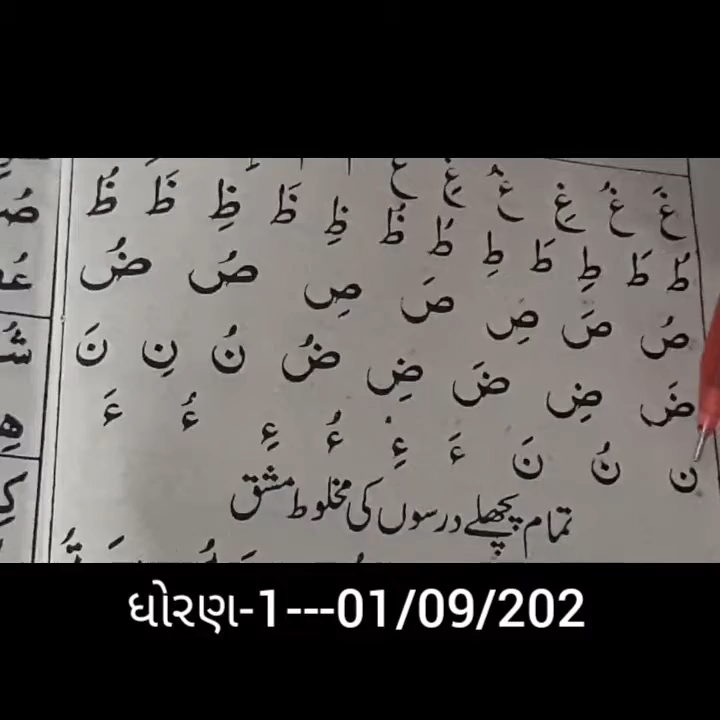 غَ غُ غِ غُ غِ
طُ طَ طِ طَ طِ طَ ظُ ظِ ظَ ظِ ظَ ظُ
صُ صَ صِ صَ صِ صُ ضُ
ضَ ضِ ضَ ضِ ضُ نُ نِ نَ
ن نُ نَ ءَ ءِ ءُ ءِ ءُ ءَ
تمام پچھلے درسوں کی مخلوط مشق
ધોરણ-1---01/09/202